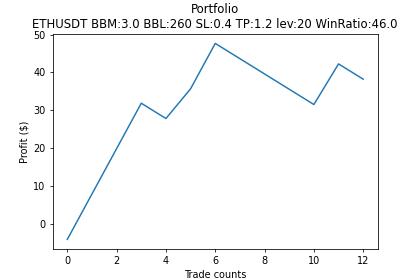 Portfolio
ETHUSDT BBM:3.0 BBL:260 SL:0.4 TP:1.2 lev:20 WinRatio:46.0
50
40
30
20
10
0
Profit ($)
0 2 4 6 8 10 12
Trade counts